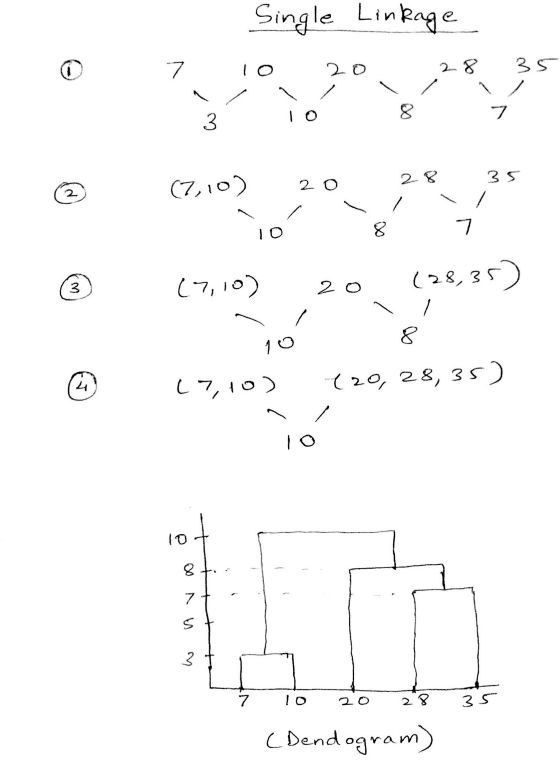 Single Linkage
① 7 10 20 28 35
3 10 8 7
② (7,10) 20 28 35
10 8 7
③ (7,10) 20 (28,35)
10 8
④ (7,10) (20, 28, 35)
10
10
8
7
5
3
7 10 20 28 35
(Dendogram)